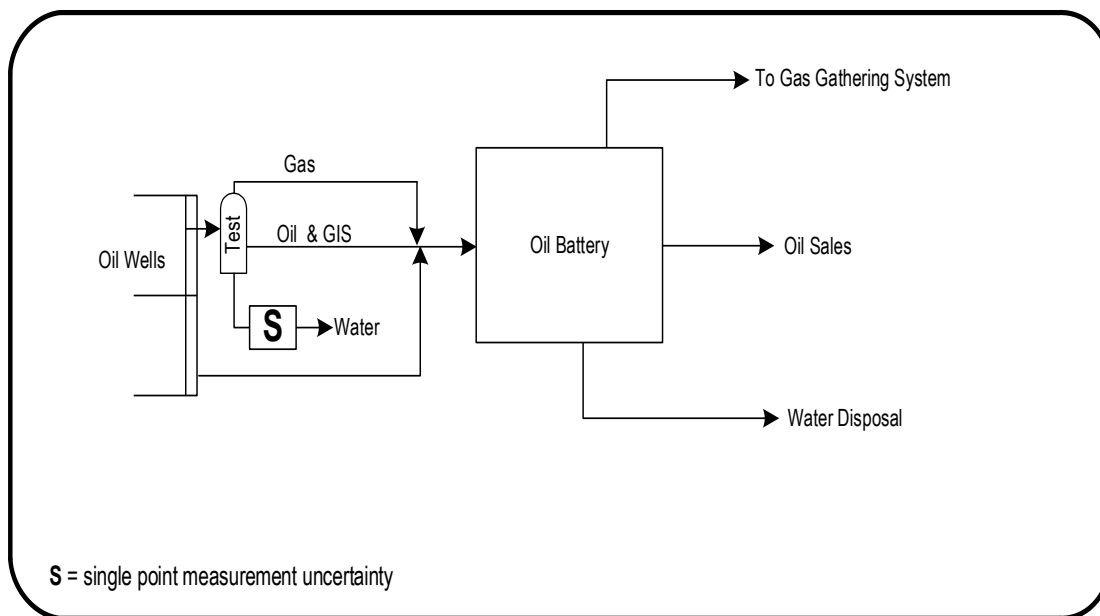 To Gas Gathering System
Gas
Test
Oil & GIS
Oil Wells
Oil Battery
Oil Sales
S
Water
Water Disposal
S = single point measurement uncertainty